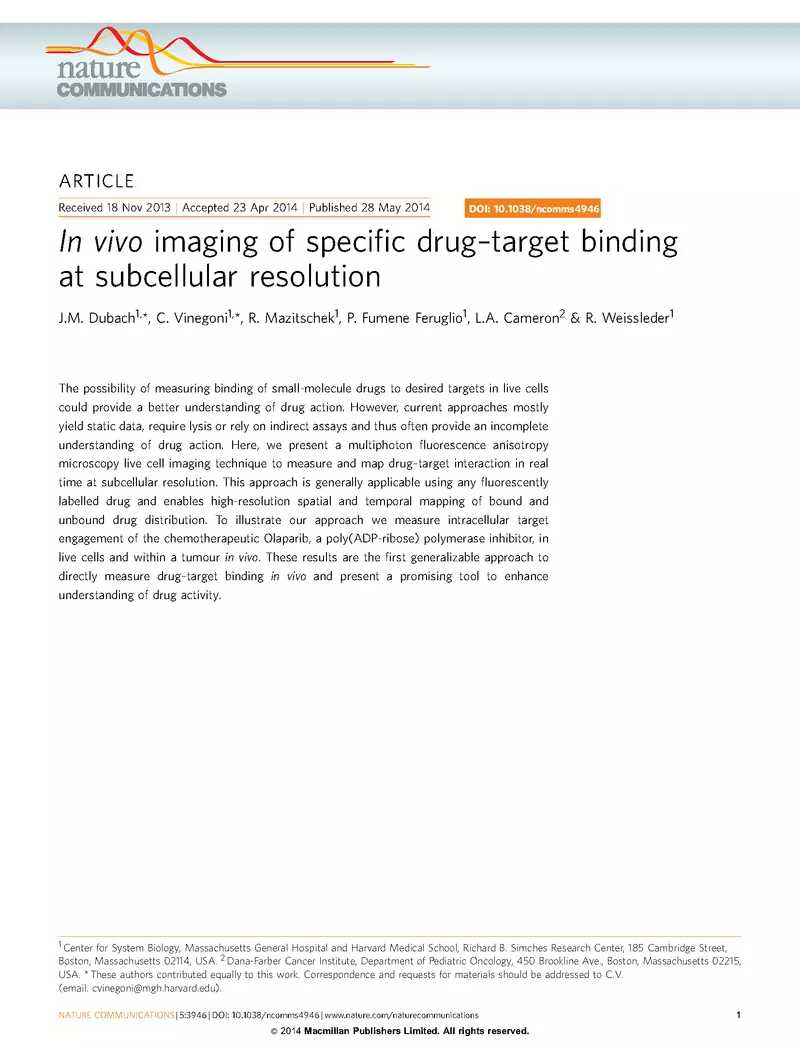 nature
COMMUNICATIONS
ARTICLE
Received 18 Nov 2013 | Accepted 23 Apr 2014 | Published 28 May 2014
DOI: 10.1038/ncomms4946
In vivo imaging of specific drug–target binding
at subcellular resolution
J.M. Dubach1,*, C. Vinegoni1,*, R. Mazitschek1, P. Fumene Feruglio1, L.A. Cameron2 & R. Weissleder1
The possibility of measuring binding of small-molecule drugs to desired targets in live cells
could provide a better understanding of drug action. However, current approaches mostly
yield static data, require lysis or rely on indirect assays and thus often provide an incomplete
understanding of drug action. Here, we present a multiphoton fluorescence anisotropy
microscopy live cell imaging technique to measure and map drug–target interaction in real
time at subcellular resolution. This approach is generally applicable using any fluorescently
labelled drug and enables high-resolution spatial and temporal mapping of bound and
unbound drug distribution. To illustrate our approach we measure intracellular target
engagement of the chemotherapeutic Olaparib, a poly(ADP-ribose) polymerase inhibitor, in
live cells and within a tumour in vivo. These results are the first generalizable approach to
directly measure drug–target binding in vivo and present a promising tool to enhance
understanding of drug activity.
1 Center for System Biology, Massachusetts General Hospital and Harvard Medical School, Richard B. Simches Research Center, 185 Cambridge Street,
Boston, Massachusetts 02114, USA. 2 Dana-Farber Cancer Institute, Department of Pediatric Oncology, 450 Brookline Ave., Boston, Massachusetts 02215,
USA. * These authors contributed equally to this work. Correspondence and requests for materials should be addressed to C.V.
(email: cvinegoni@mgh.harvard.edu).
NATURE COMMUNICATIONS | 5:3946 | DOI: 10.1038/ncomms4946 | www.nature.com/naturecommunications
1
© 2014 Macmillan Publishers Limited. All rights reserved.